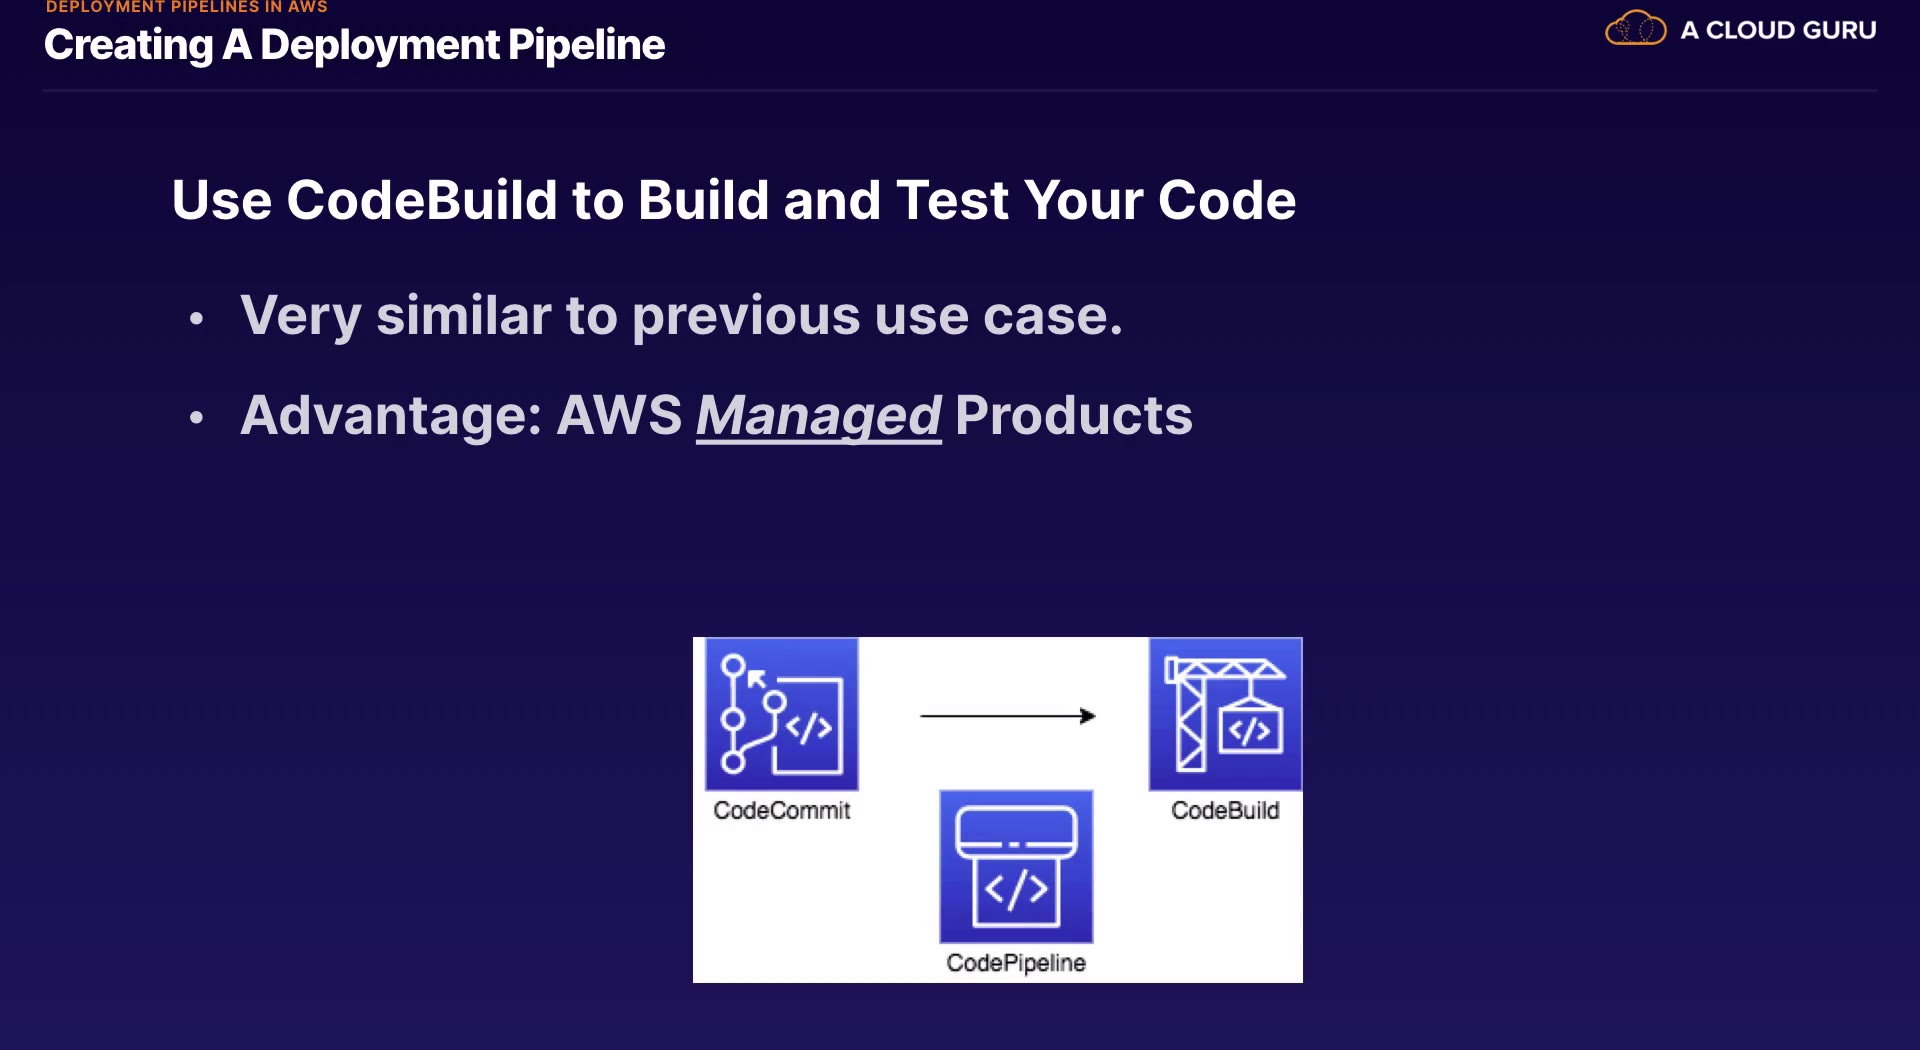 DEPLOYMENT PIPELINES IN AWS
Creating A Deployment Pipeline
A CLOUD GURU
Use CodeBuild to Build and Test Your Code
• Very similar to previous use case.
• Advantage: AWS Managed Products
</>
</>
CodeCommit
CodeBuild
</>
CodePipeline